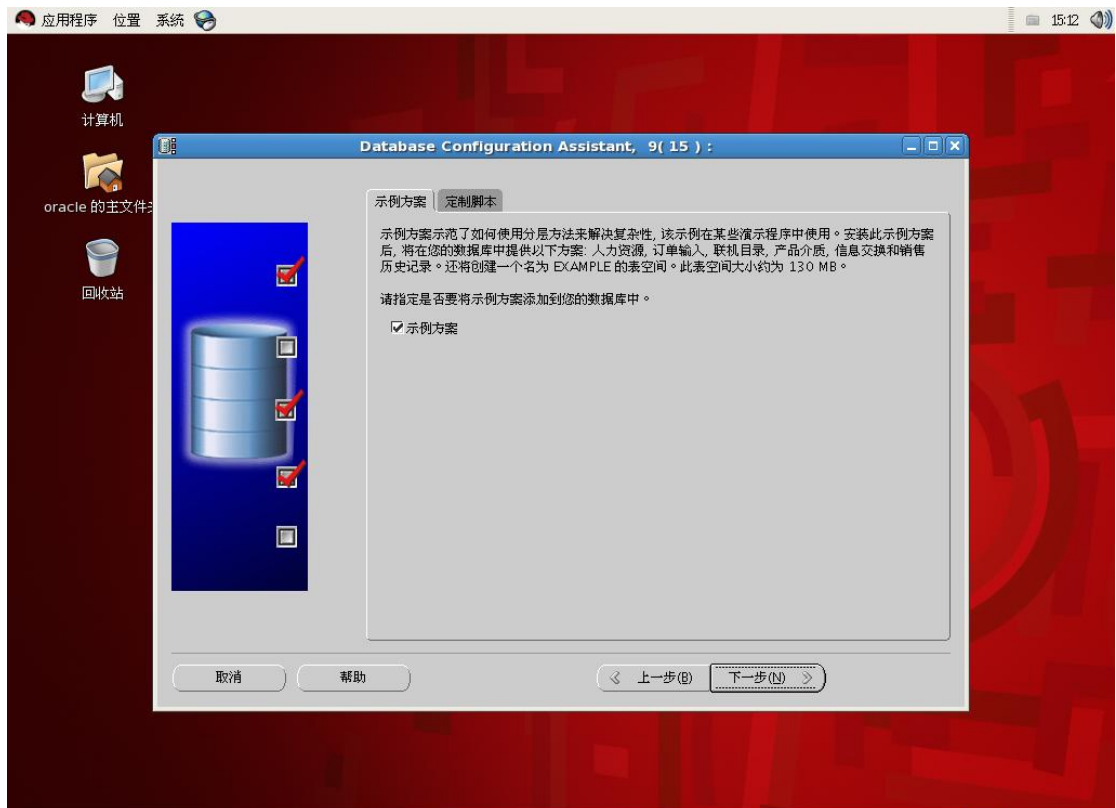 应用程序 位置 系统
15:12
计算机
oracle 的主文件夹
回收站
Database Configuration Assistant, 9( 15 ) :
示例方案 定制脚本
示例方案示范了如何使用分层方法来解决复杂性, 该示例在某些演示程序中使用。安装此示例方案
后, 将在您的数据库中提供以下方案: 人力资源, 订单输入, 联机目录, 产品介质, 信息交换和销售
历史记录。还将创建一个名为 EXAMPLE 的表空间。此表空间大小约为 130 MB。
请指定是否要将示例方案添加到您的数据库中。
示例方案
取消 帮助 上一步(B) 下一步(N)